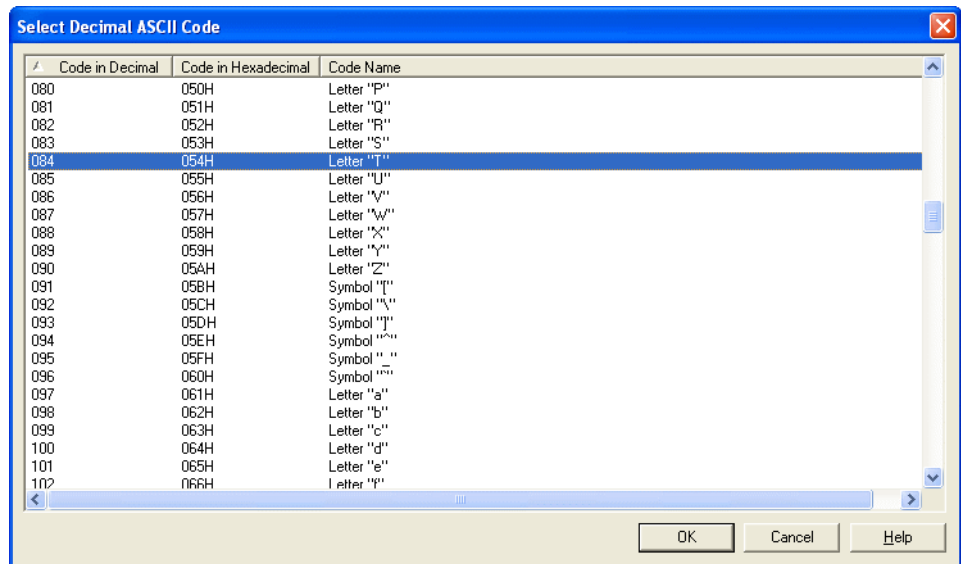 Select Decimal ASCII Code
Code in Decimal Code in Hexadecimal Code Name
080 050H Letter "P"
081 051H Letter "Q"
082 052H Letter "R"
083 053H Letter "S"
084 054H Letter "T"
085 055H Letter "U"
086 056H Letter "V"
087 057H Letter "W"
088 058H Letter "X"
089 059H Letter "Y"
090 05AH Letter "Z"
091 05BH Symbol "["
092 05CH Symbol "\"
093 05DH Symbol "]"
094 05EH Symbol "^"
095 05FH Symbol "_"
096 060H Symbol "`"
097 061H Letter "a"
098 062H Letter "b"
099 063H Letter "c"
100 064H Letter "d"
101 065H Letter "e"
102 066H Letter "f"
OK Cancel Help